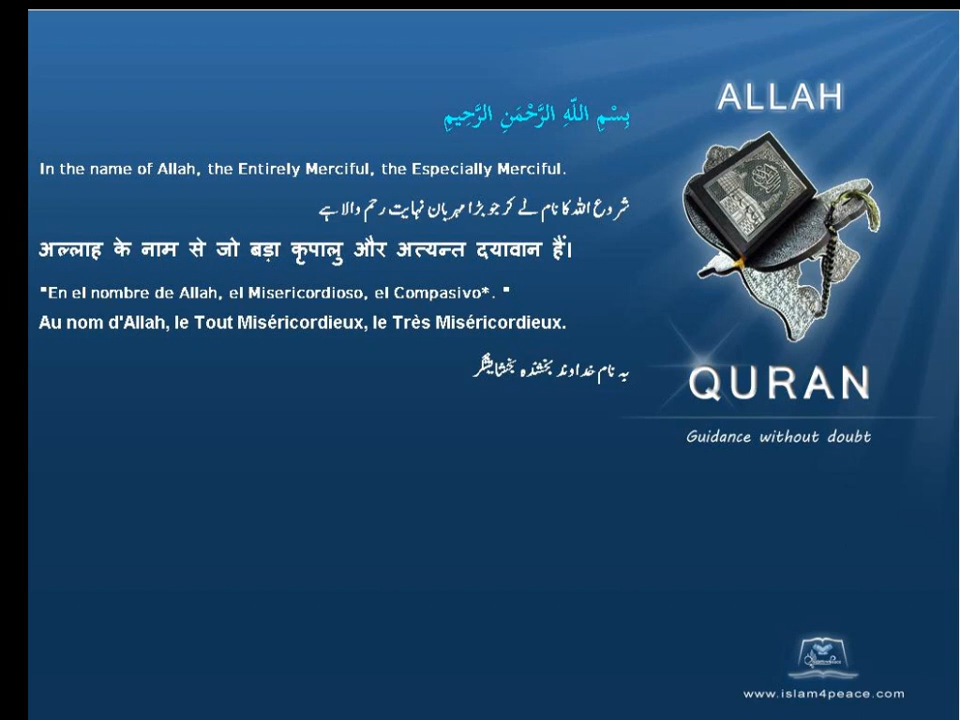 بِسْمِ اللّهِ الرَّحْمَنِ الرَّحِيمِ
In the name of Allah, the Entirely Merciful, the Especially Merciful.
شروع اللہ کا نام لے کر جو بڑا مہربان نہایت رحم والا ہے
अल्लाह के नाम से जो बड़ा कृपालु और अत्यन्त दयावान हैं।
"En el nombre de Allah, el Misericordioso, el Compasivo*. "
Au nom d'Allah, le Tout Miséricordieux, le Très Miséricordieux.
به نام خداوند بخشنده بخشایشگر
ALLAH
QURAN
Guidance without doubt
www.islam4peace.com